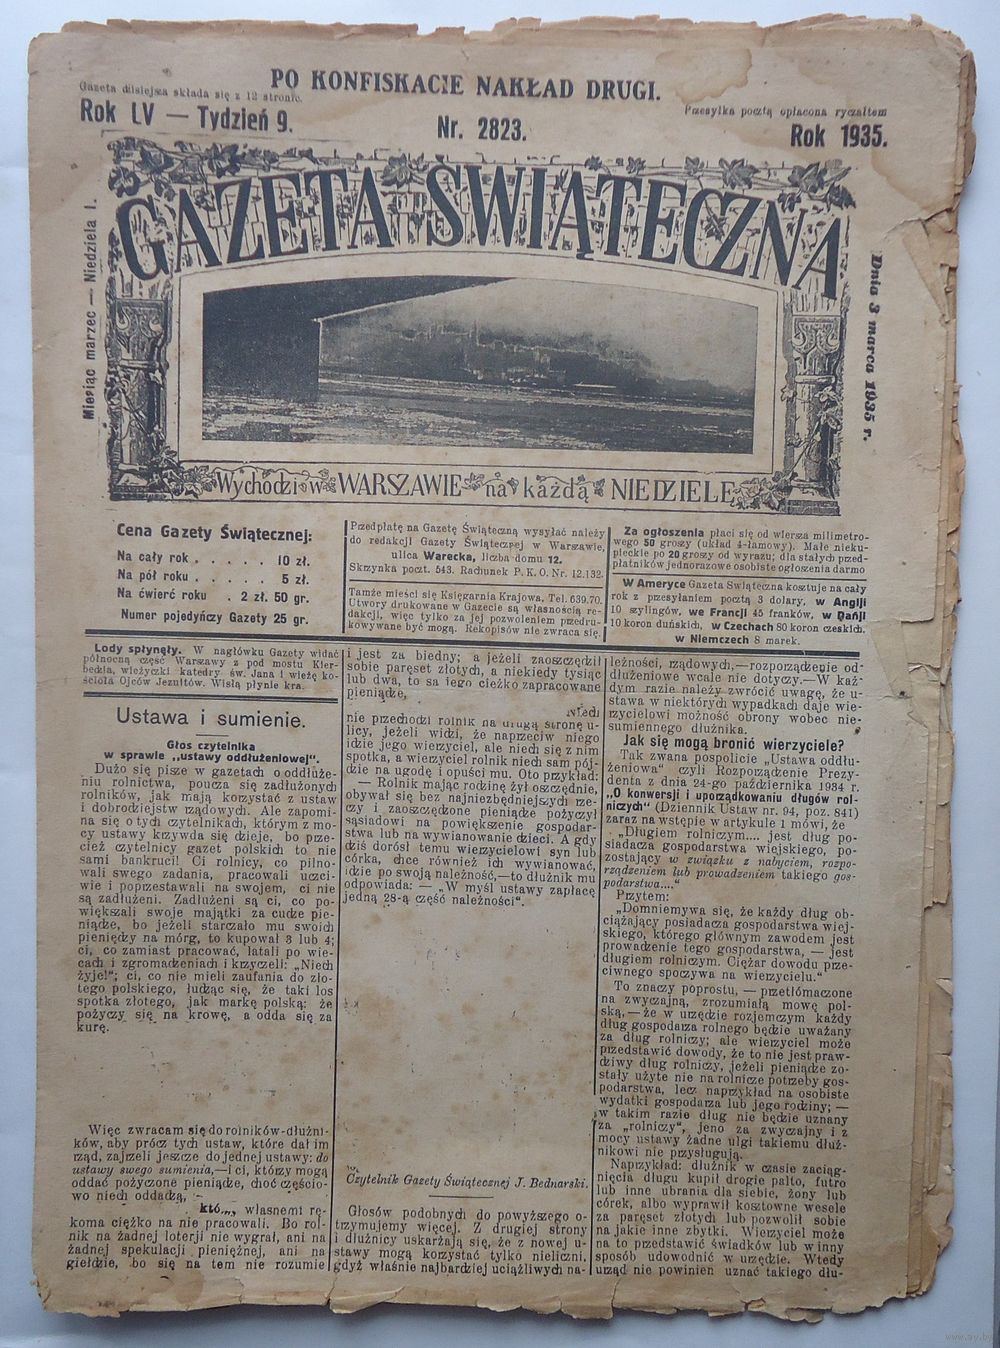 PO KONFISKACIE NAKŁAD DRUGI.
Gazeta dzisiejsza składa się z 12 stronic.
Przesyłka pocztą opłacona ryczałtem
Rok LV — Tydzień 9.
Nr. 2823.
Rok 1935.
Miesiąc marzec — Niedziela I.
GAZETA ŚWIĄTECZNA
Dnia 3 marca 1935 r.
Wychodzi w WARSZAWIE na każdą NIEDZIELE
Cena Gazety Świątecznej:
Na cały rok . . . . . . 10 zł.
Na pół roku . . . . . 5 zł.
Na ćwierć roku . 2 zł. 50 gr.
Numer pojedyńczy Gazety 25 gr.
Przedpłatę na Gazetę Świąteczną wysyłać należy
do redakcji Gazety Świątecznej w Warszawie,
ulica Warecka, liczba domu 12.
Skrzynka poczt. 543. Rachunek P. K. O. Nr. 12.132.
Tamże mieści się Księgarnia Krajowa, Tel. 639.70.
Utwory drukowane w Gazecie są własnością re-
dakcji, więc tylko za jej pozwoleniem przedru-
kowywane być mogą. Rekopisów nie zwraca się.
Za ogłoszenia płaci się od wiersza milimetro-
wego 50 groszy (układ 4-łamowy). Małe nieku-
pieckie po 20 groszy od wyrazu; dla stałych przed-
płatników jednorazowe osobiste ogłoszenia darmo
W Ameryce Gazeta Świąteczna kosztuje na cały
rok z przesyłaniem pocztą 3 dolary, w Anglji
10 szylingów, we Francji 45 franków, w Danji
10 koron duńskich, w Czechach 80 koron czeskich,
w Niemczech 8 marek.
Lody spłynęły. W nagłówku Gazety widać
północną część Warszawy z pod mostu Kier-
bedzia, wieżyczki katedry św. Jana i wieżę ko-
ścioła Ojców Jezuitów. Wisłą płynie kra.
Ustawa i sumienie.
Głos czytelnika
w sprawie „ustawy oddłużeniowej".
Dużo się pisze w gazetach o oddłuże-
niu rolnictwa, poucza się zadłużonych
rolników, jak mają korzystać z ustaw
i dobrodziejstw rządowych. Ale zapomi-
na się o tych czytelnikach, którym z mo-
cy ustawy krzywda się dzieje, bo prze-
cież czytelnicy gazet polskich to nie
sami bankruci! Ci rolnicy, co pilno-
wali swego zadania, pracowali uczci-
wie i poprzestawali na swojem, ci nie
są zadłużeni. Zadłużeni są ci, co po-
większali swoje majątki za cudze pie-
niądze, bo jeżeli starczało mu swoich
pieniędzy na mórg, to kupował 3 lub 4;
ci, co zamiast pracować, latali po wie-
cach i zgromadzeniach i krzyczeli: „Niech
żyje!"; ci, co nie mieli zaufania do zło-
tego polskiego, łudząc się, że taki los
spotka złotego, jak markę polską: że
pożyczy się na krowę, a odda się za
kurę.
Więc zwracam się do rolników-dłużni-
ków, aby prócz tych ustaw, które dał im
rząd, zajrzeli jeszcze do jednej ustawy: do
ustawy swego sumienia,—i ci, którzy mogą
oddać pożyczone pieniądze, choć częścio-
wo niech oddadzą, -
własnemi rę-
koma ciężko na nie pracowali. Bo rol-
nik na żadnej loterji nie wygrał, ani na
żadnej spekulacji pieniężnej, ani na
giełdzie, bo się na tem nie rozumie
i jest za biedny; a jeżeli zaoszczędził
sobie paręset złotych, a niekiedy tysiąc
lub dwa, to są jego ciężko zapracowane
pieniądze,
Niech
nie przechodzi rolnik na drugą stronę u-
licy, jeżeli widzi, że naprzeciw niego
idzie jego wierzyciel, ale niech się z nim
spotka, a wierzyciel rolnik niech sam pój-
dzie na ugodę i opuści mu. Oto przykład:
— Rolnik mając rodzinę żył oszczędnie,
obywał się bez najniezbędniejszych rze-
czy i zaoszczędzone pieniądze pożyczył
sąsiadowi na powiększenie gospodar-
stwa lub na wywianowanie dzieci. A gdy
dziś dorósł temu wierzycielowi syn lub
córka, chce również ich wywianować,
idzie po swoją należność,—to dłużnik mu
odpowiada: — „W myśl ustawy zapłacę
jedną 28-ą część należności".
Czytelnik Gazety Świątecznej J. Bednarski.
Głosów podobnych do powyższego o-
trzymujemy więcej. Z drugiej strony
i dłużnicy uskarżają się, że z nowej u-
stawy mogą korzystać tylko nieliczni,
gdyż właśnie najbardziej uciążliwych na-
leżności, rządowych,—rozporządzenie od-
dłużeniowe wcale nie dotyczy.—W każ-
dym razie należy zwrócić uwagę, że u-
stawa w niektórych wypadkach daje wie-
rzycielowi możność obrony wobec nie-
sumiennego dłużnika.
Jak się mogą bronić wierzyciele?
Tak zwana pospolicie „Ustawa oddłu-
żeniowa" czyli Rozporządzenie Prezy-
denta z dnia 24-go października 1934 r.
„O konwersji i uporządkowaniu długów rol-
niczych" (Dziennik Ustaw nr. 94, poz. 841)
zaraz na wstępie w artykule 1 mówi, że
„Długiem rolniczym.... jest dług po-
siadacza gospodarstwa wiejskiego, po-
zostający w związku z nabyciem, rozpo-
rządzeniem lub prowadzeniem takiego gos-
podarstwa...."
Przytem:
„Domniemywa się, że każdy dług ob-
ciążający posiadacza gospodarstwa wiej-
skiego, którego głównym zawodem jest
prowadzenie tego gospodarstwa, — jest
długiem rolniczym. Ciężar dowodu prze-
ciwnego spoczywa na wierzycielu."
To znaczy poprostu, — przetłómaczone
na zwyczajną, zrozumiałą mowę pol-
ską,—że w urzędzie rozjemczym każdy
dług gospodarza rolnego będzie uważany
za dług rolniczy; ale wierzyciel może
przedstawić dowody, że to nie jest praw-
dziwy dług rolniczy, jeżeli pieniądze zo-
stały użyte nie na rolnicze potrzeby gos-
podarstwa, lecz naprzykład na osobiste
wydatki gospodarza lub jego rodziny; —
w takim razie dług nie będzie uznany
za „rolniczy", jeno za zwyczajny i z
mocy ustawy żadne ulgi takiemu dłuż-
nikowi nie przysługują.
Naprzykład: dłużnik w czasie zaciąg-
nięcia długu kupił drogie palto, futro
lub inne ubrania dla siebie, żony lub
córek, albo wyprawił kosztowne wesele
za paręset złotych lub pozwolił sobie
na jakie inne zbytki. Wierzyciel może
na to przedstawić świadków lub w inny
sposób udowodnić w urzędzie. Wtedy
urząd nie powinien uznać takiego dłu-
www.ay.by